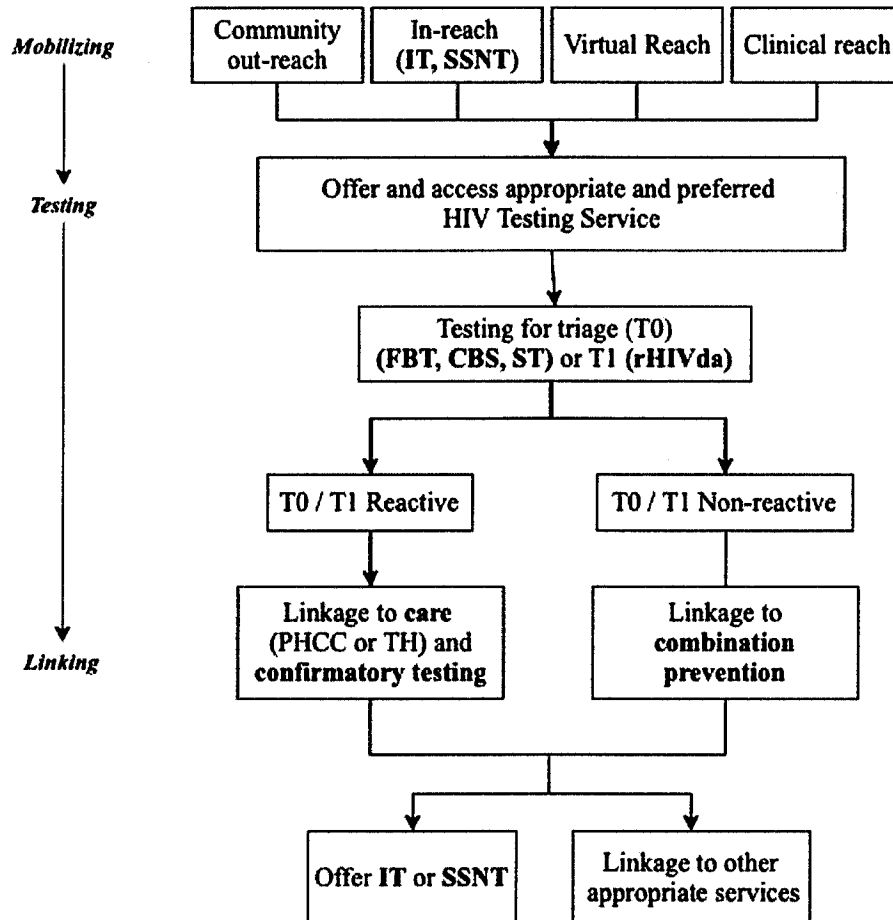 Mobilizing
Community
out-reach
In-reach
(IT, SSNT)
Virtual Reach
Clinical reach
Testing
Offer and access appropriate and preferred
HIV Testing Service
Testing for triage (T0)
(FBT, CBS, ST) or T1 (rHIVda)
T0 / T1 Reactive
T0 / T1 Non-reactive
Linking
Linkage to care
(PHCC or TH) and
confirmatory testing
Linkage to
combination
prevention
Offer IT or SSNT
Linkage to other
appropriate services